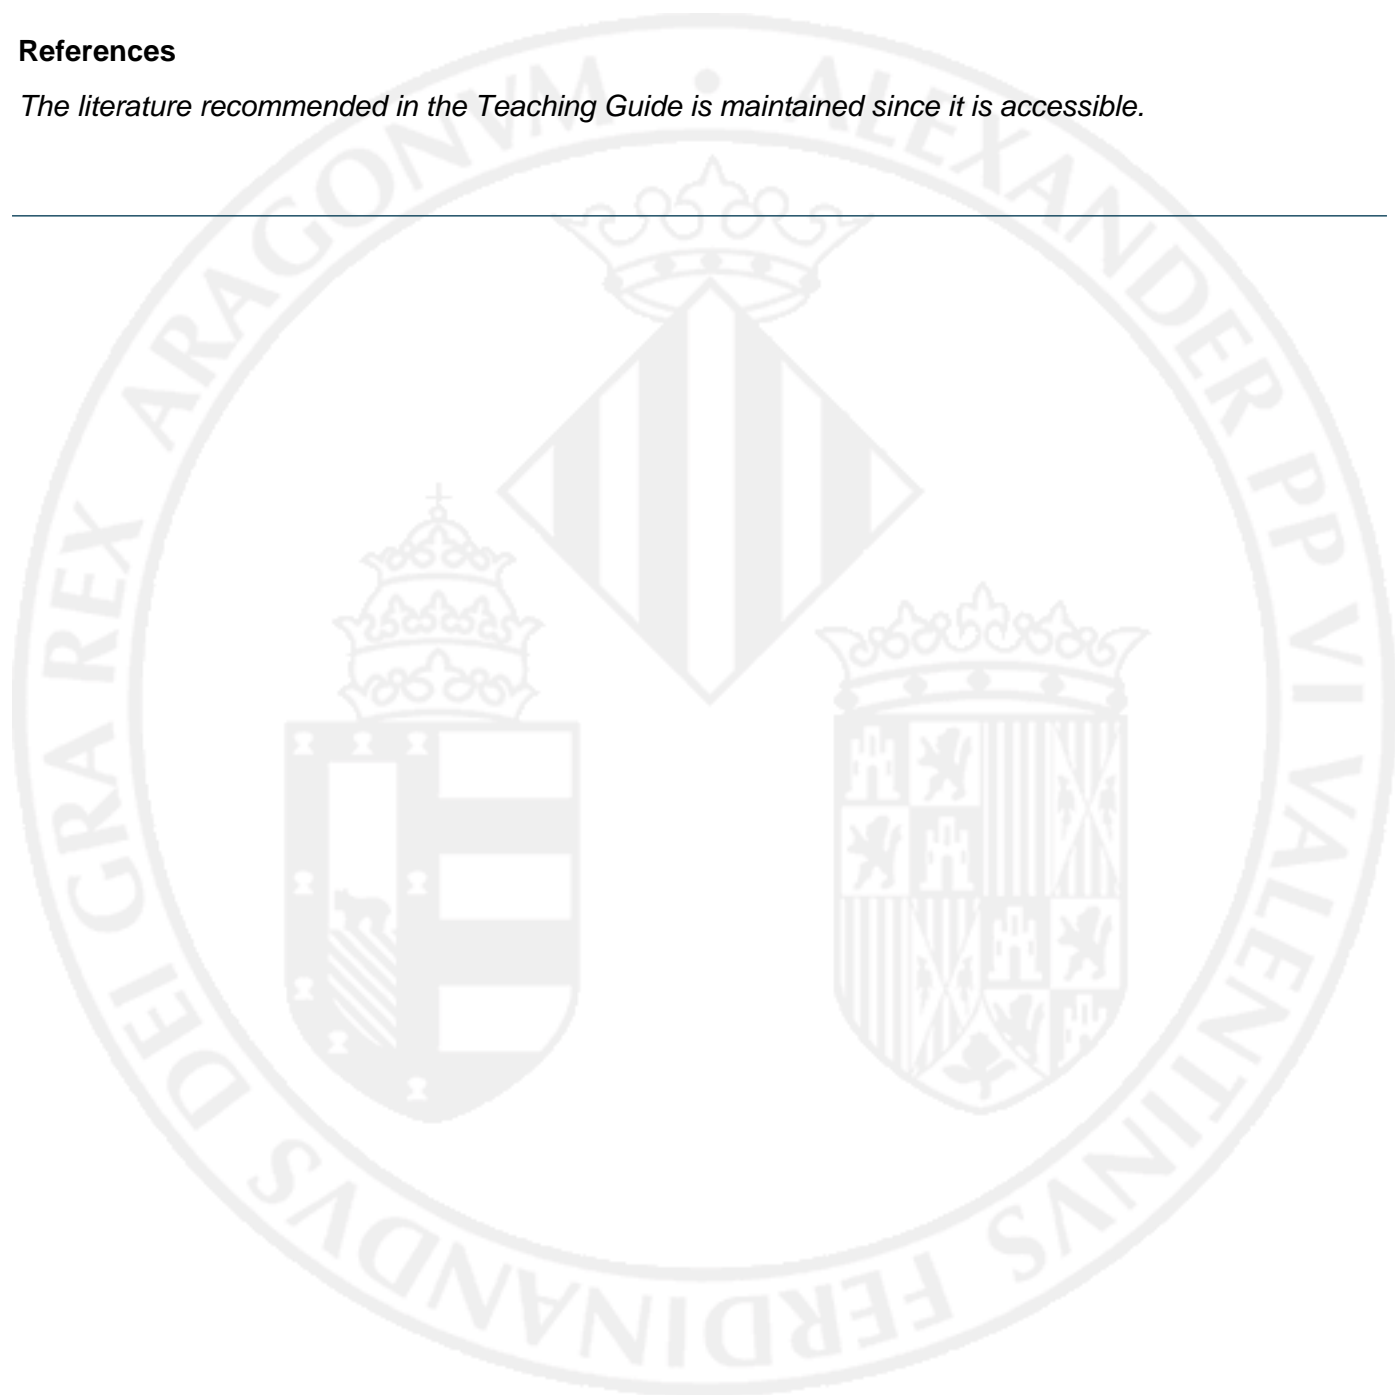 References
The literature recommended in the Teaching Guide is maintained since it is accessible.
ALEXANDER PP VI VALENTINVS FERDINANDVS DEI GRA REX ARAGONVM •